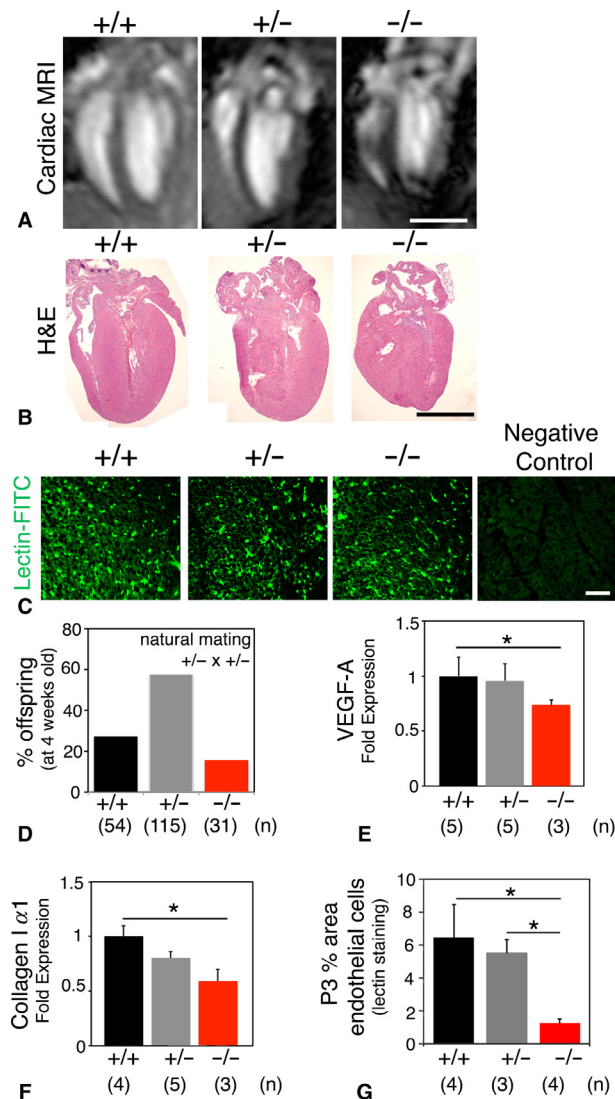 +/+ +/− −/−
Cardiac MRI
A
+/+ +/− −/−
H&E
B
+/+ +/− −/− Negative
Control
Lectin-FITC
C
80
60
40
20
0
% offspring
(at 4 weeks old)
natural mating
+/− x +/−
+/+ +/− −/−
(54) (115) (31) (n)
D
1.5
1
0.5
0
VEGF-A
Fold Expression
*
+/+ +/− −/−
(5) (5) (3) (n)
E
1.5
1
0.5
0
Collagen I α1
Fold Expression
*
+/+ +/− −/−
(4) (5) (3) (n)
F
10
8
6
4
2
0
P3 % area
endothelial cells
(lectin staining)
*
*
+/+ +/− −/−
(4) (3) (4) (n)
G